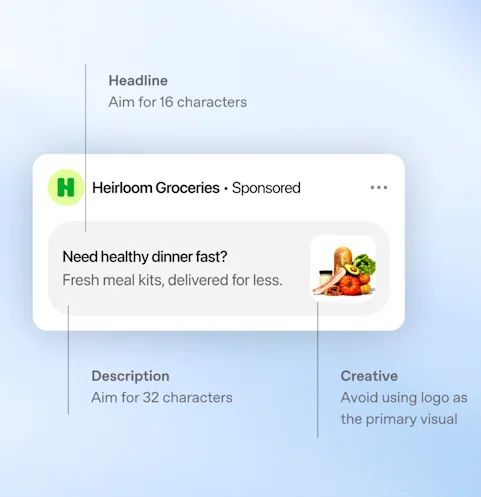 Headline
Aim for 16 characters
H Heirloom Groceries • Sponsored
Need healthy dinner fast?
Fresh meal kits, delivered for less.
Description
Aim for 32 characters
Creative
Avoid using logo as
the primary visual